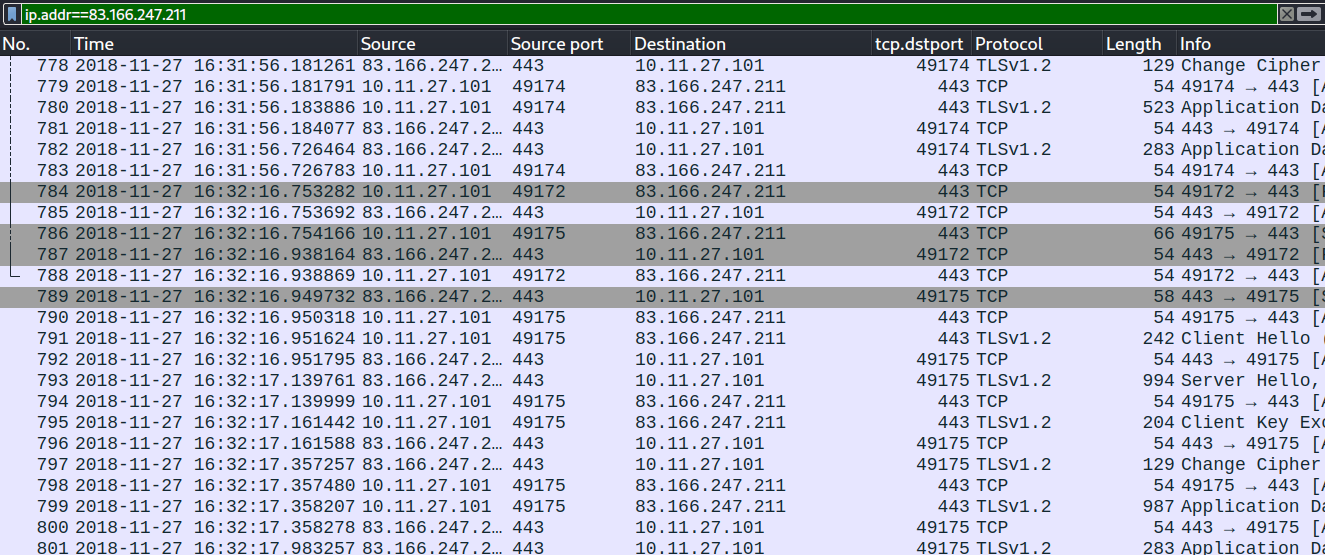 ip.addr==83.166.247.211
No. Time Source Source port Destination tcp.dstport Protocol Length Info
778 2018-11-27 16:31:56.181261 83.166.247.2… 443 10.11.27.101 49174 TLSv1.2 129 Change Cipher
779 2018-11-27 16:31:56.181791 10.11.27.101 49174 83.166.247.211 443 TCP 54 49174 → 443 [A
780 2018-11-27 16:31:56.183886 10.11.27.101 49174 83.166.247.211 443 TLSv1.2 523 Application Da
781 2018-11-27 16:31:56.184077 83.166.247.2… 443 10.11.27.101 49174 TCP 54 443 → 49174 [A
782 2018-11-27 16:31:56.726464 83.166.247.2… 443 10.11.27.101 49174 TLSv1.2 283 Application Da
783 2018-11-27 16:31:56.726783 10.11.27.101 49174 83.166.247.211 443 TCP 54 49174 → 443 [A
784 2018-11-27 16:32:16.753282 10.11.27.101 49172 83.166.247.211 443 TCP 54 49172 → 443 [F
785 2018-11-27 16:32:16.753692 83.166.247.2… 443 10.11.27.101 49172 TCP 54 443 → 49172 [A
786 2018-11-27 16:32:16.754166 10.11.27.101 49175 83.166.247.211 443 TCP 66 49175 → 443 [S
787 2018-11-27 16:32:16.938164 83.166.247.2… 443 10.11.27.101 49172 TCP 54 443 → 49172 [F
788 2018-11-27 16:32:16.938869 10.11.27.101 49172 83.166.247.211 443 TCP 54 49172 → 443 [A
789 2018-11-27 16:32:16.949732 83.166.247.2… 443 10.11.27.101 49175 TCP 58 443 → 49175 [S
790 2018-11-27 16:32:16.950318 10.11.27.101 49175 83.166.247.211 443 TCP 54 49175 → 443 [A
791 2018-11-27 16:32:16.951624 10.11.27.101 49175 83.166.247.211 443 TLSv1.2 242 Client Hello (
792 2018-11-27 16:32:16.951795 83.166.247.2… 443 10.11.27.101 49175 TCP 54 443 → 49175 [A
793 2018-11-27 16:32:17.139761 83.166.247.2… 443 10.11.27.101 49175 TLSv1.2 994 Server Hello,
794 2018-11-27 16:32:17.139999 10.11.27.101 49175 83.166.247.211 443 TCP 54 49175 → 443 [A
795 2018-11-27 16:32:17.161442 10.11.27.101 49175 83.166.247.211 443 TLSv1.2 204 Client Key Exc
796 2018-11-27 16:32:17.161588 83.166.247.2… 443 10.11.27.101 49175 TCP 54 443 → 49175 [A
797 2018-11-27 16:32:17.357257 83.166.247.2… 443 10.11.27.101 49175 TLSv1.2 129 Change Cipher
798 2018-11-27 16:32:17.357480 10.11.27.101 49175 83.166.247.211 443 TCP 54 49175 → 443 [A
799 2018-11-27 16:32:17.358207 10.11.27.101 49175 83.166.247.211 443 TLSv1.2 987 Application Da
800 2018-11-27 16:32:17.358278 83.166.247.2… 443 10.11.27.101 49175 TCP 54 443 → 49175 [A
801 2018-11-27 16:32:17.983257 83.166.247.2… 443 10.11.27.101 49175 TLSv1.2 283 Application Da